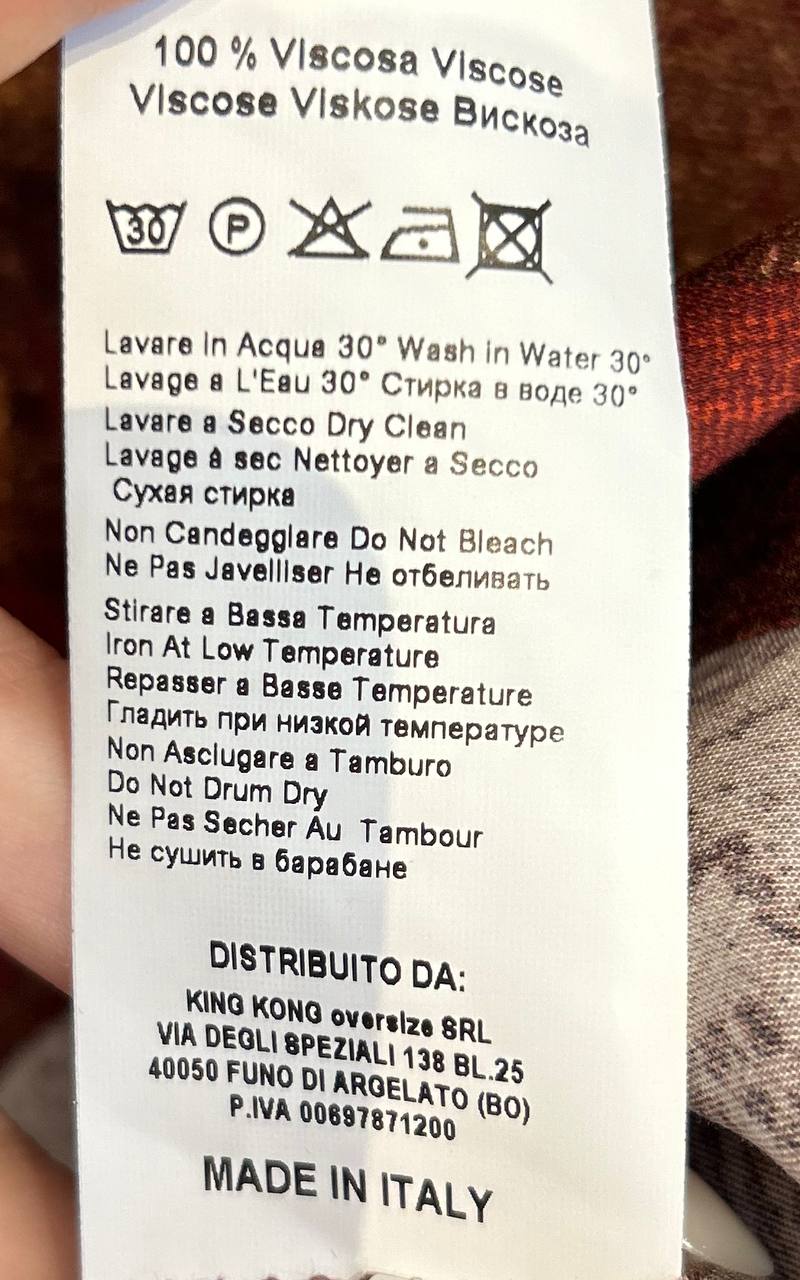 100 % Viscosa Viscose
Viscose Viskose Вискоза
30 P
Lavare in Acqua 30° Wash in Water 30°
Lavage a L'Eau 30° Стирка в воде 30°
Lavare a Secco Dry Clean
Lavage à sec Nettoyer a Secco
Сухая стирка
Non Candeggiare Do Not Bleach
Ne Pas Javelliser Не отбеливать
Stirare a Bassa Temperatura
Iron At Low Temperature
Repasser a Basse Temperature
Гладить при низкой температуре
Non Asciugare a Tamburo
Do Not Drum Dry
Ne Pas Secher Au Tambour
Не сушить в барабане
DISTRIBUITO DA:
KING KONG oversize SRL
VIA DEGLI SPEZIALI 138 BL.25
40050 FUNO DI ARGELATO (BO)
P.IVA 00697871200
MADE IN ITALY